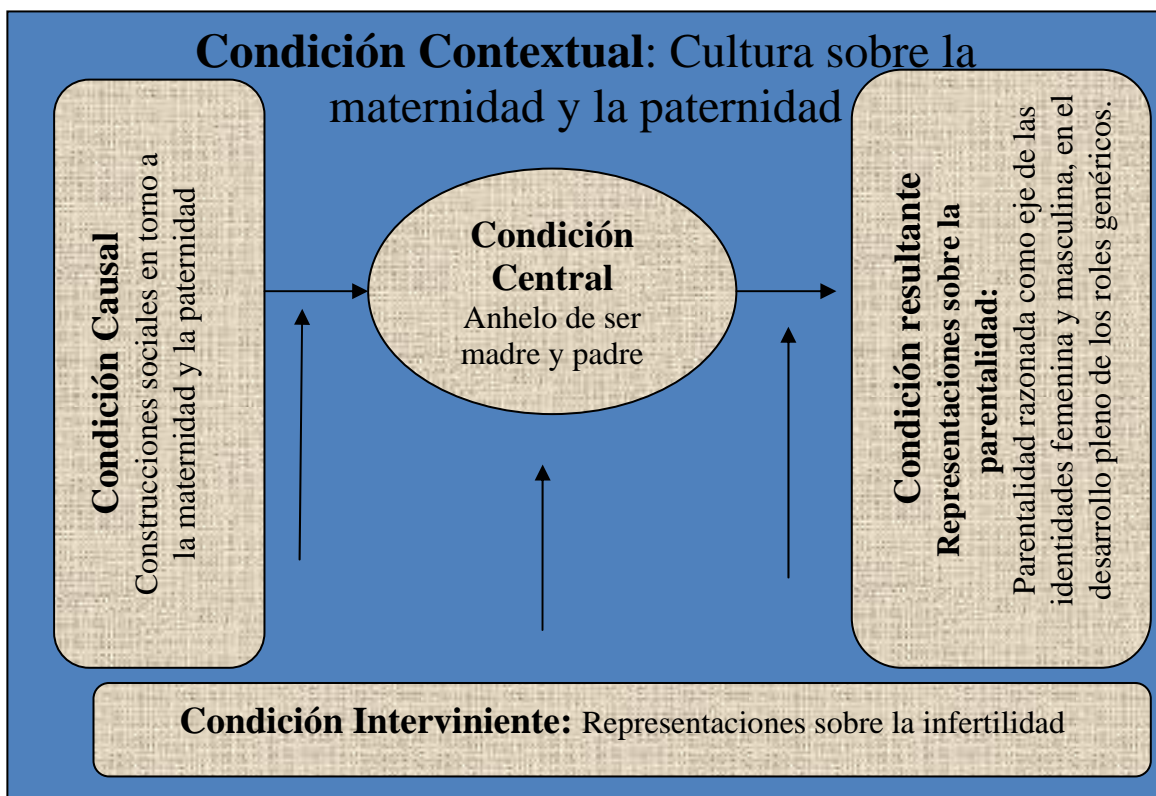 Condición Contextual: Cultura sobre la
maternidad y la paternidad
Condición Causal
Construcciones sociales en torno a
la maternidad y la paternidad
Condición
Central
Anhelo de ser
madre y padre
Condición resultante
Representaciones sobre la
parentalidad:
Parentalidad razonada como eje de las
identidades femenina y masculina, en el
desarrollo pleno de los roles genéricos.
Condición Interviniente: Representaciones sobre la infertilidad